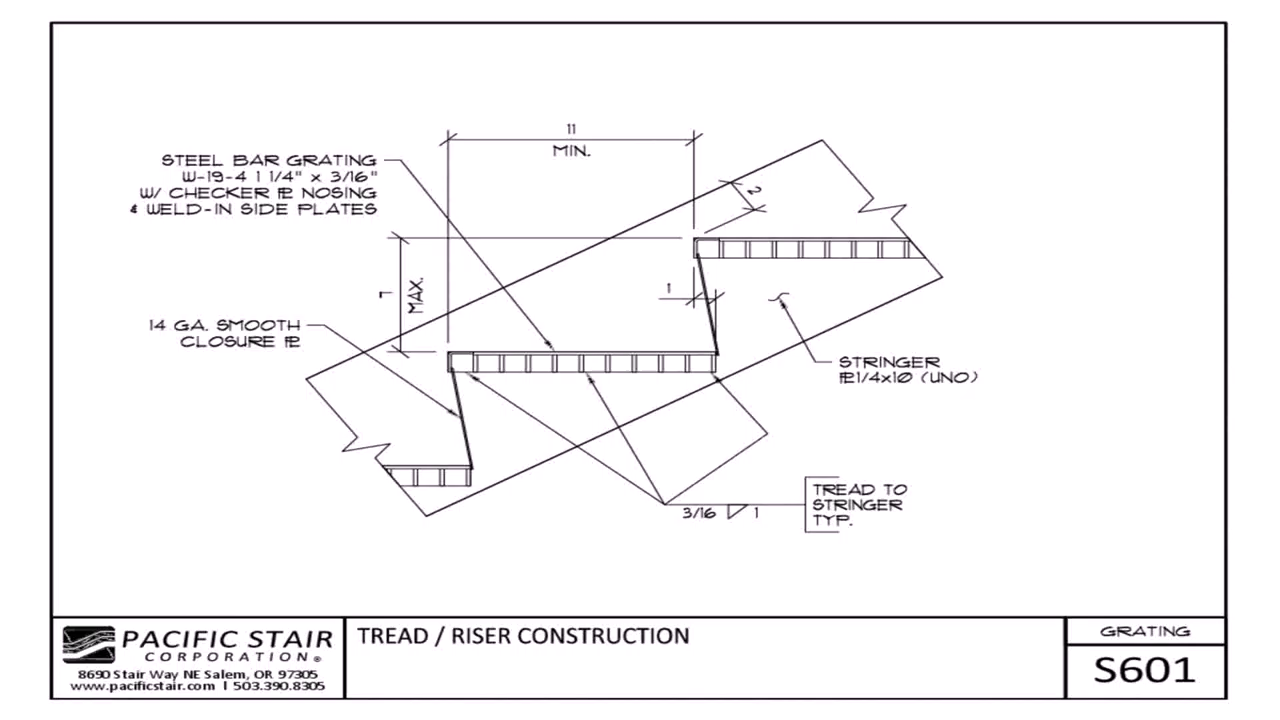 11
MIN.
STEEL BAR GRATING
W-19-4 1 1/4" x 3/16"
W/ CHECKER ⅊ NOSING
& WELD-IN SIDE PLATES
2
7
MAX.
1
14 GA. SMOOTH
CLOSURE ⅊
STRINGER
⅊1/4x10 (UNO)
TREAD TO
STRINGER
TYP.
3/16 1
PACIFIC STAIR
CORPORATION®
8690 Stair Way NE Salem, OR 97305
www.pacificstair.com | 503.390.8305
TREAD / RISER CONSTRUCTION
GRATING
S601